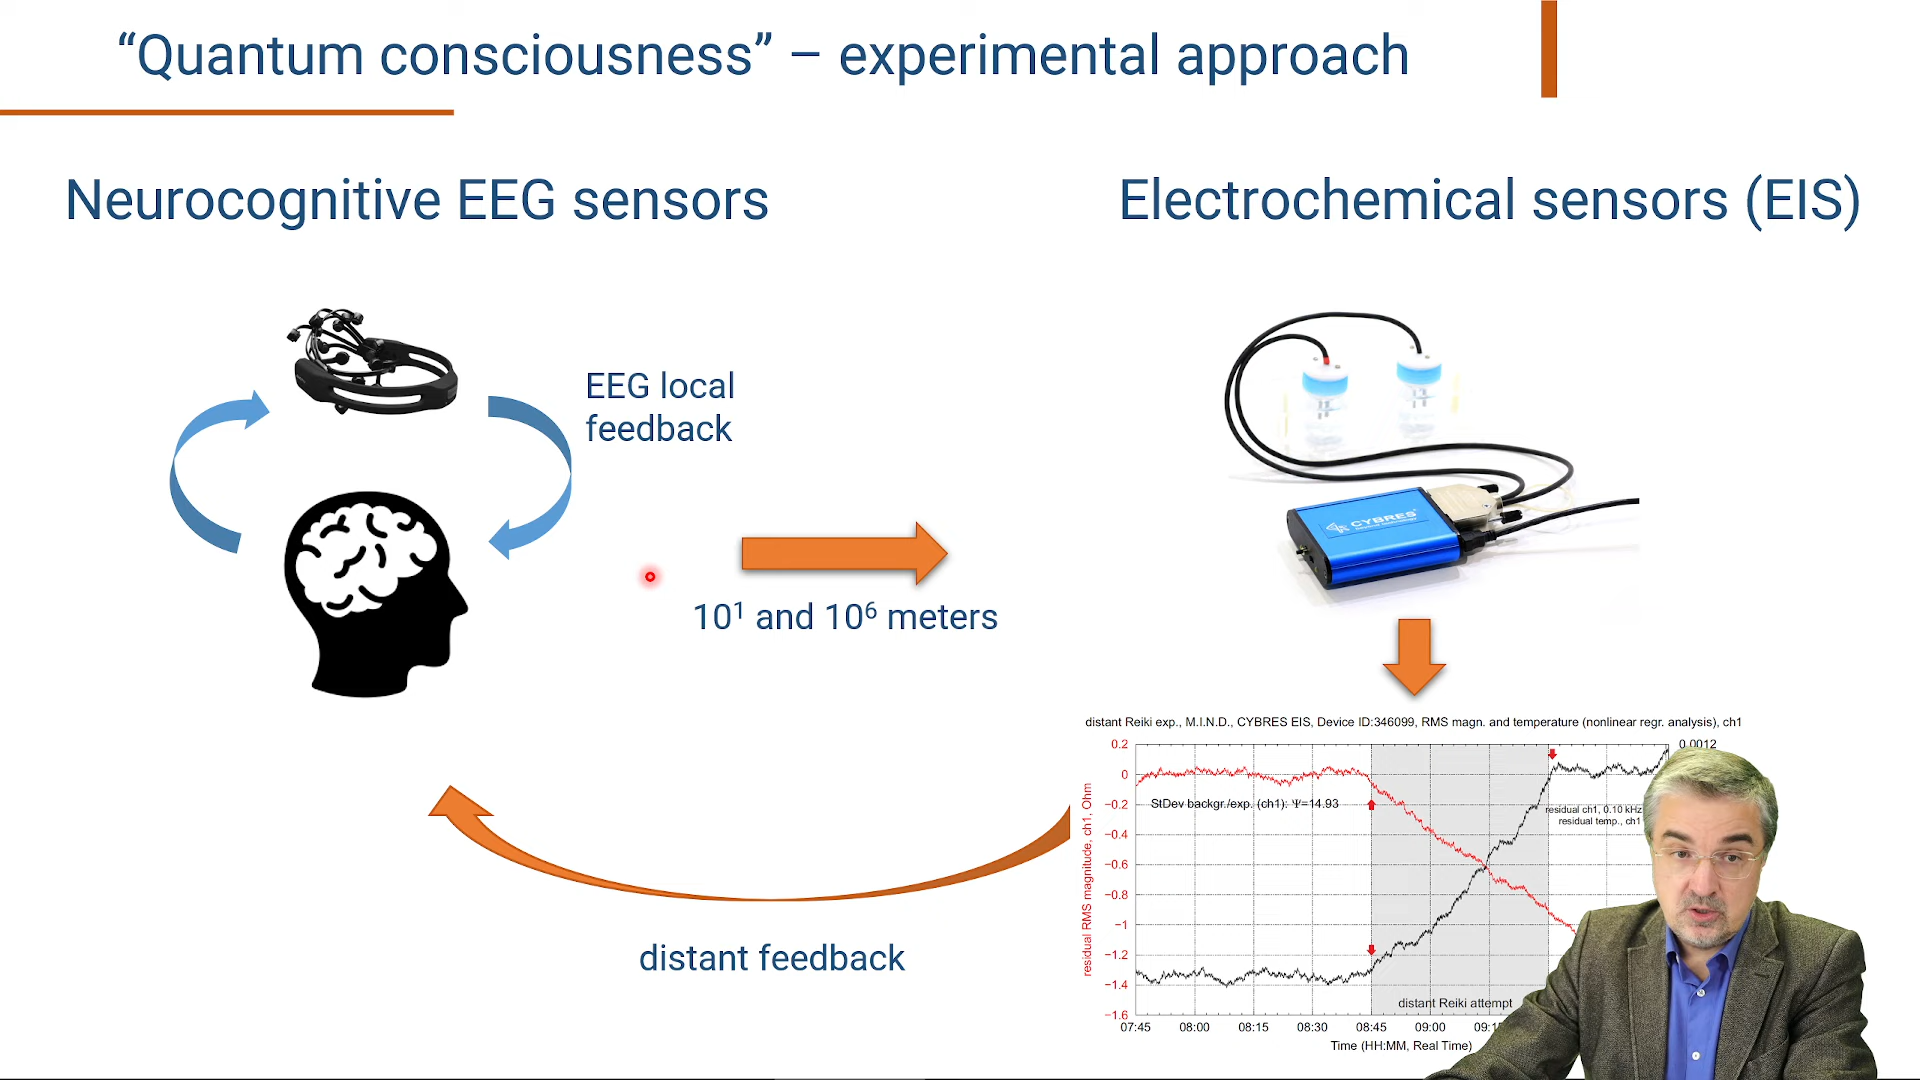 “Quantum consciousness” – experimental approach
Neurocognitive EEG sensors
Electrochemical sensors (EIS)
EEG local
feedback
CYBRES
10¹ and 10⁶ meters
distant feedback
distant Reiki exp., M.I.N.D., CYBRES EIS, Device ID:346099, RMS magn. and temperature (nonlinear regr. analysis), ch1
residual RMS magnitude, ch1, Ohm
0.2
0
−0.2
−0.4
−0.6
−0.8
−1
−1.2
−1.4
−1.6
0.0012
StDev backgr./exp. (ch1): Ψ=14.93
residual ch1, 0.10 kHz
residual temp., ch1
distant Reiki attempt
07:45 08:00 08:15 08:30 08:45 09:00
Time (HH:MM, Real Time)